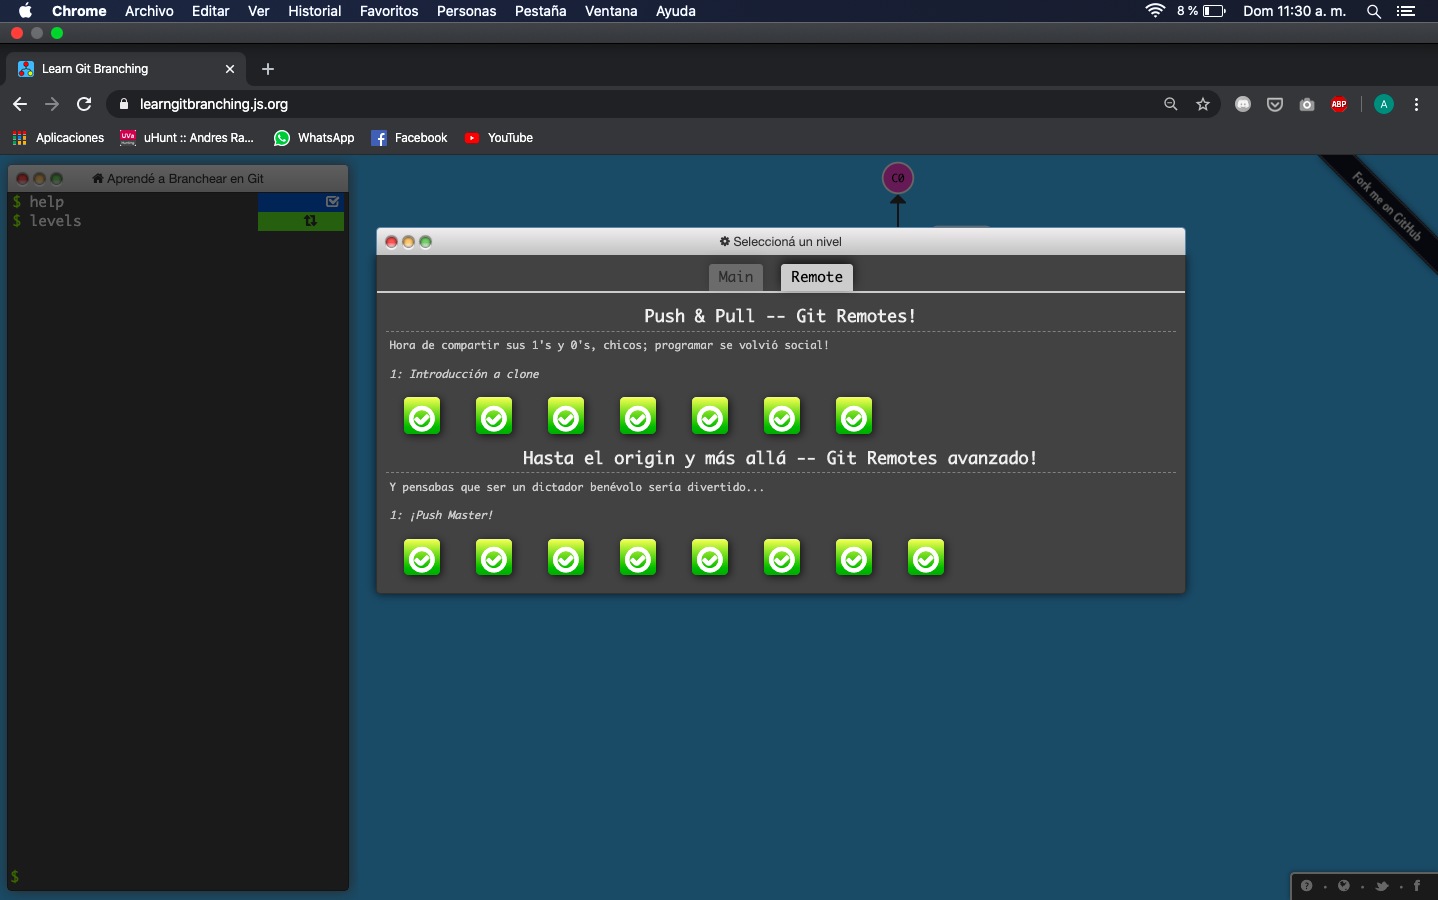 Chrome Archivo Editar Ver Historial Favoritos Personas Pestaña Ventana Ayuda 8 % Dom 11:30 a. m.
Learn Git Branching
learngitbranching.js.org
ABP
A
Aplicaciones UVa uHunt :: Andres Ra... WhatsApp Facebook YouTube
Aprendé a Branchear en Git
$ help
$ levels
$
C0
Fork me on GitHub
Seleccioná un nivel
Main Remote
Push & Pull -- Git Remotes!
Hora de compartir sus 1's y 0's, chicos; programar se volvió social!
1: Introducción a clone
Hasta el origin y más allá -- Git Remotes avanzado!
Y pensabas que ser un dictador benévolo sería divertido...
1: ¡Push Master!